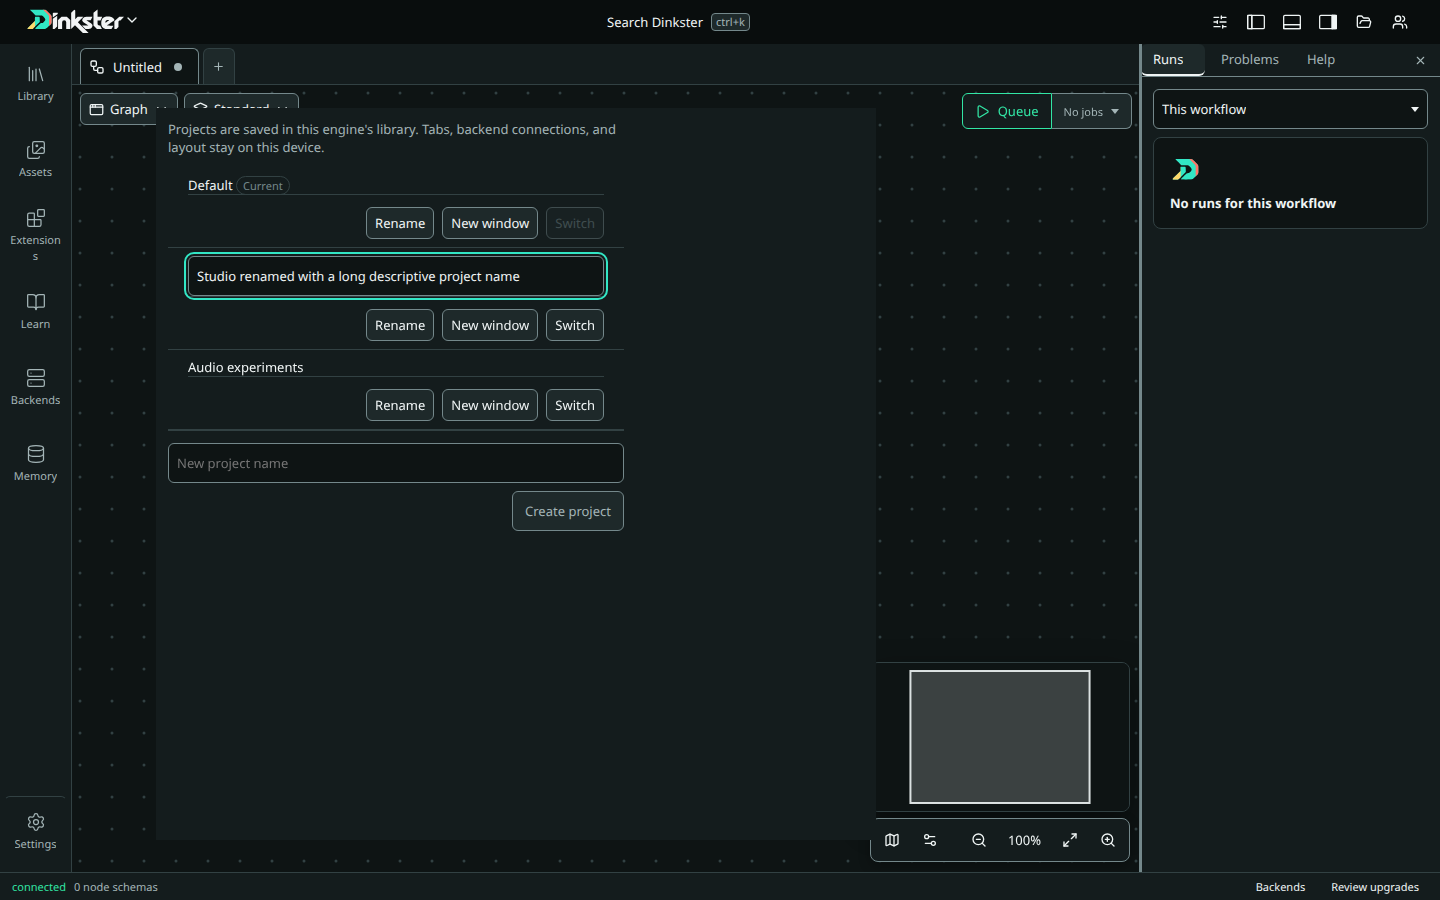 Dinkster
Search Dinkster ctrl+k
Library
Assets
Extension
s
Learn
Backends
Memory
Settings
Untitled
Graph
Standard
Queue
No jobs
Projects are saved in this engine's library. Tabs, backend connections, and
layout stay on this device.
Default Current
Rename New window Switch
Studio renamed with a long descriptive project name
Rename New window Switch
Audio experiments
Rename New window Switch
New project name
Create project
100%
Runs Problems Help
This workflow
No runs for this workflow
connected 0 node schemas
Backends Review upgrades